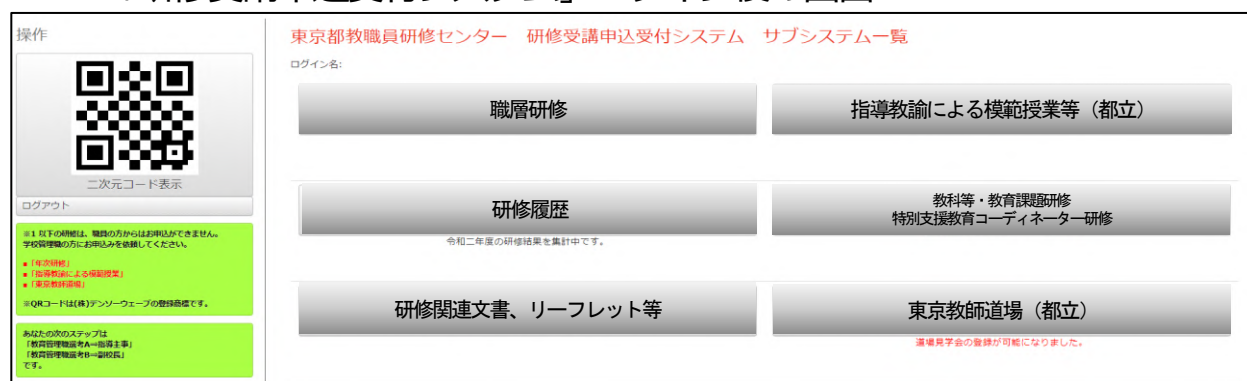 操作
二次元コード表示
ログアウト
※1 以下の研修は、職員の方からはお申込ができません。
学校管理職の方にお申込みを依頼してください。
■「年次研修」
■「指導教諭による模範授業」
■「東京教師道場」
※QRコードは(株)デンソーウェーブの登録商標です。
あなたの次のステップは
「教育管理職選考A⇒指導主事」
「教育管理職選考B⇒副校長」
です。
東京都教職員研修センター 研修受講申込受付システム サブシステム一覧
ログイン名:
職層研修
指導教諭による模範授業等（都立）
研修履歴
令和二年度の研修結果を集計中です。
教科等・教育課題研修
特別支援教育コーディネーター研修
研修関連文書、リーフレット等
東京教師道場（都立）
道場見学会の登録が可能になりました。